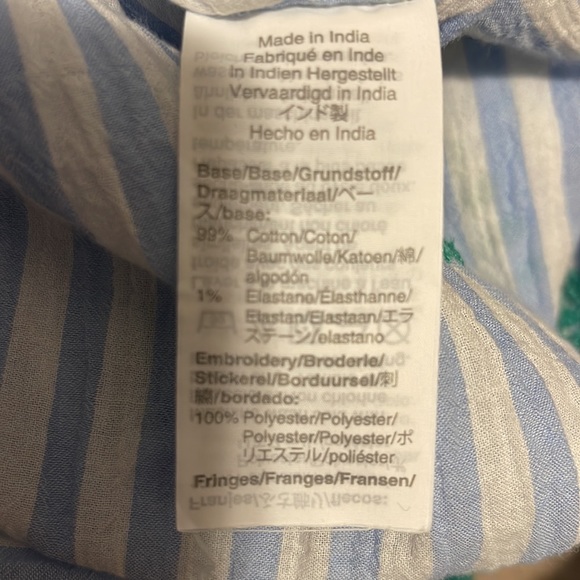 Made in India
Fabriqué en Inde
In Indien Hergestellt
Vervaardigd in India
インド製
Hecho en India
Base/Base/Grundstoff/
Draagmateriaal/ベー
ス/base:
99% Cotton/Coton/
Baumwolle/Katoen/綿/
algodón
1% Elastano/Élasthanne/
Elastan/Elastaan/エラ
ステーン/elastano
Embroidery/Broderie/
Stickerei/Borduursel/刺
繍/bordado:
100% Polyester/Polyester/
Polyester/Polyester/ポ
リエステル/poliéster
Fringes/Franges/Fransen/